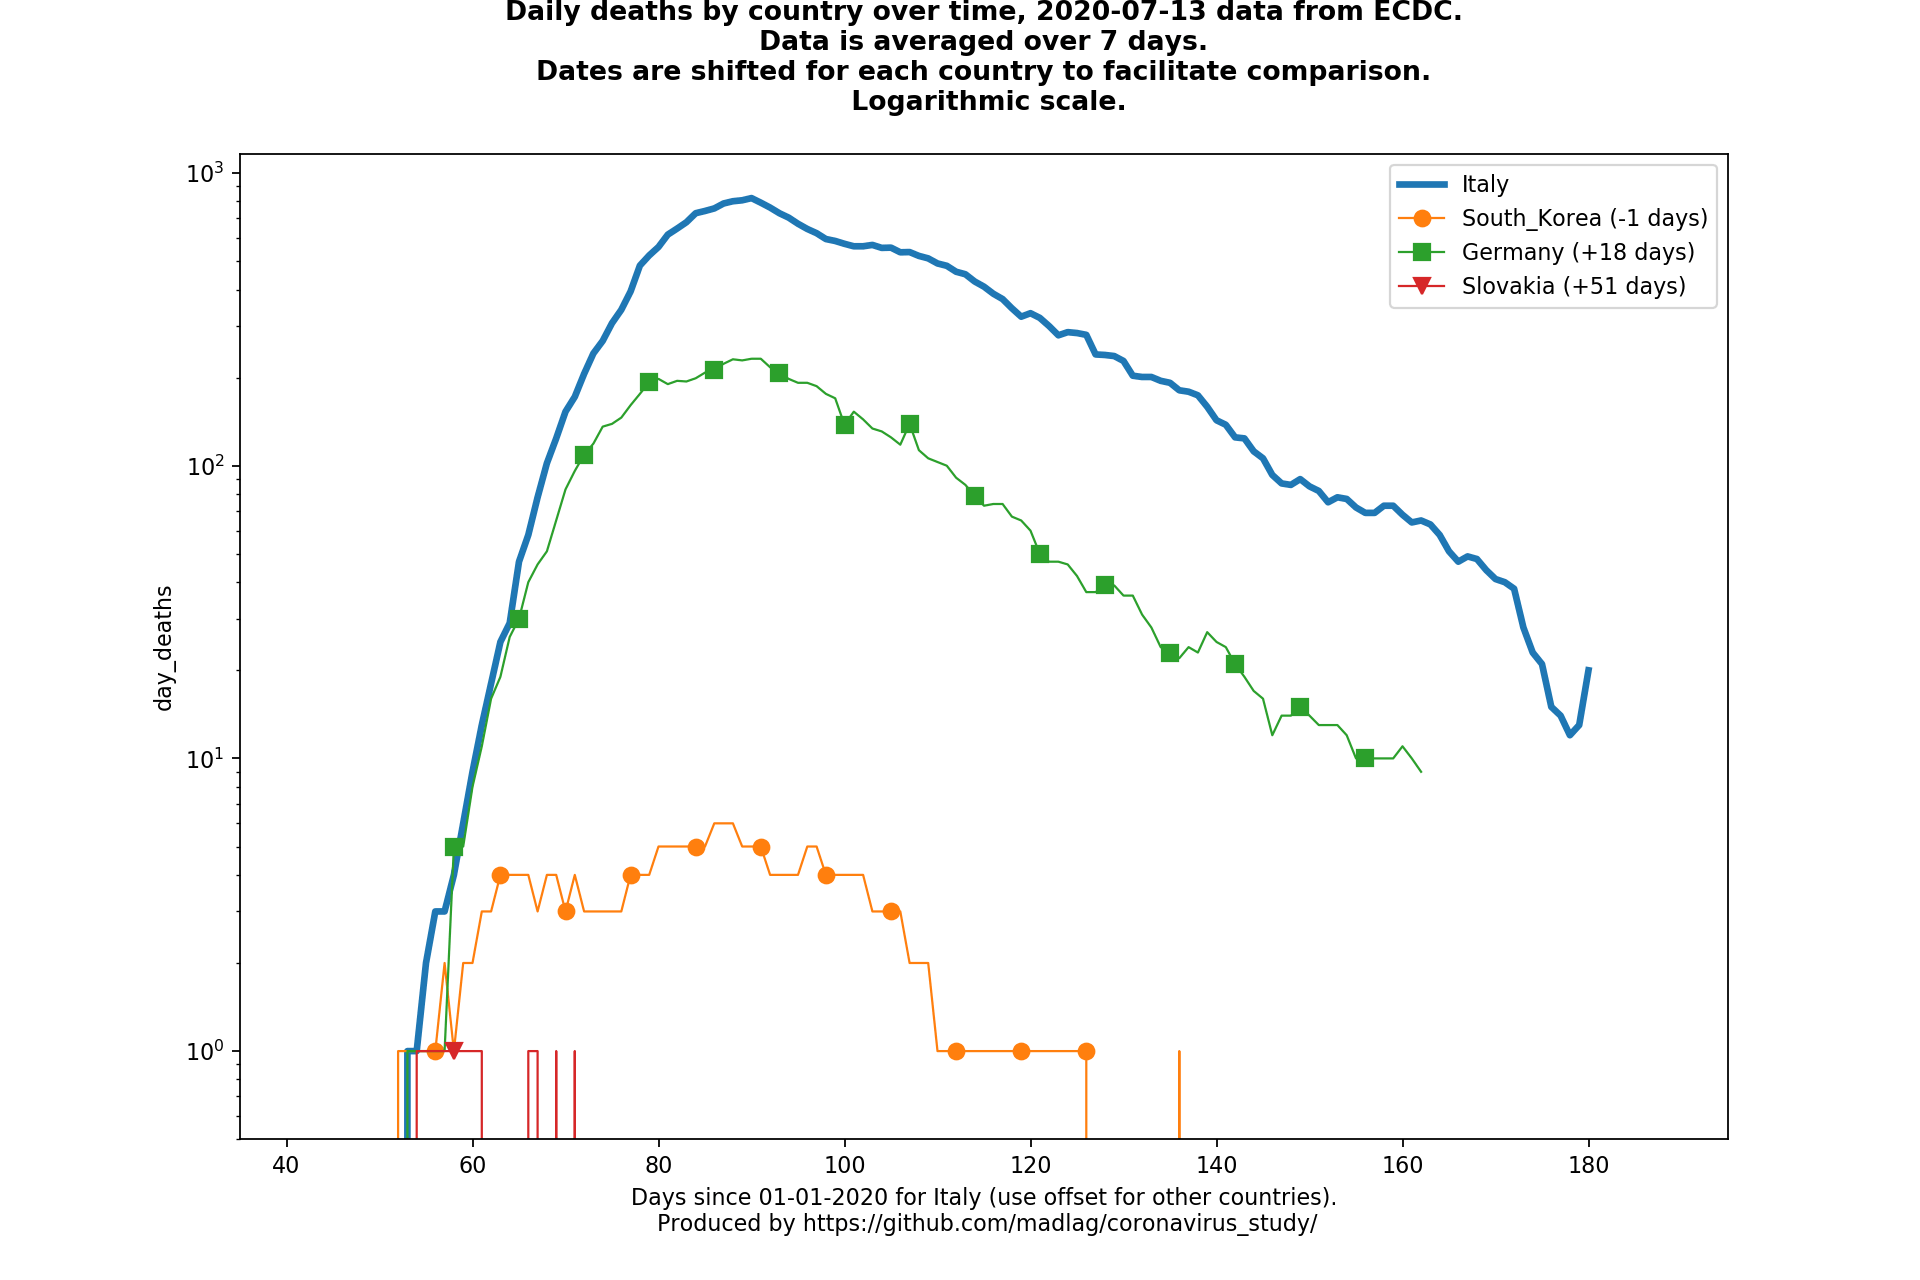 Daily deaths by country over time, 2020-07-13 data from ECDC.
Data is averaged over 7 days.
Dates are shifted for each country to facilitate comparison.
Logarithmic scale.
10³
10²
10¹
10⁰
day_deaths
Italy
South_Korea (-1 days)
Germany (+18 days)
Slovakia (+51 days)
40 60 80 100 120 140 160 180
Days since 01-01-2020 for Italy (use offset for other countries).
Produced by https://github.com/madlag/coronavirus_study/